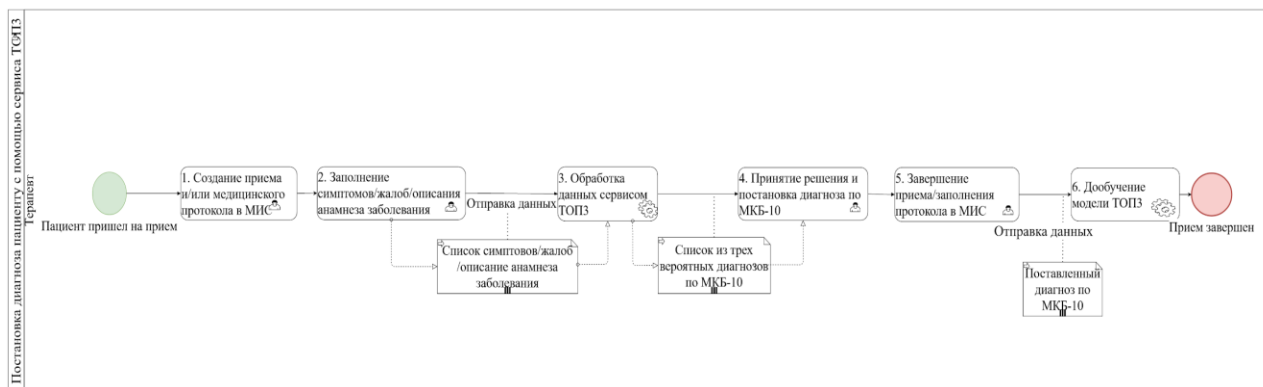 Постановка диагноза пациенту с помощью сервиса ТОП3
Терапевт
Пациент пришел на прием
1. Создание приема
и/или медицинского
протокола в МИС
2. Заполнение
симптомов/жалоб/описания
анамнеза заболевания
Отправка данных
Список симптовов/жалоб
/описание анамнеза
заболевания
3. Обработка
данных сервисом
ТОП3
Список из трех
вероятных диагнозов
по МКБ-10
4. Принятие решения и
постановка диагноза по
МКБ-10
5. Завершение
приема/заполнения
протокола в МИС
Отправка данных
Поставленный
диагноз по
МКБ-10
6. Дообучение
модели ТОП3
Прием завершен